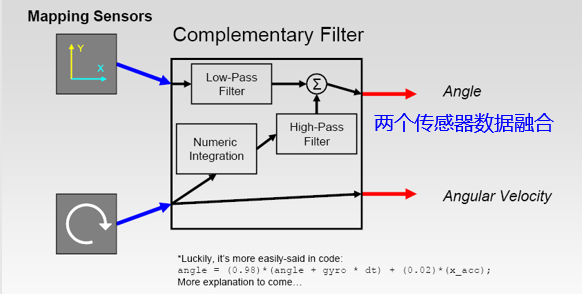 Mapping Sensors
Complementary Filter
Y
X
Low-Pass
Filter
Σ
Angle
两个传感器数据融合
Numeric
Integration
High-Pass
Filter
Angular Velocity
*Luckily, it's more easily-said in code:
angle = (0.98)*(angle + gyro * dt) + (0.02)*(x_acc);
More explanation to come…